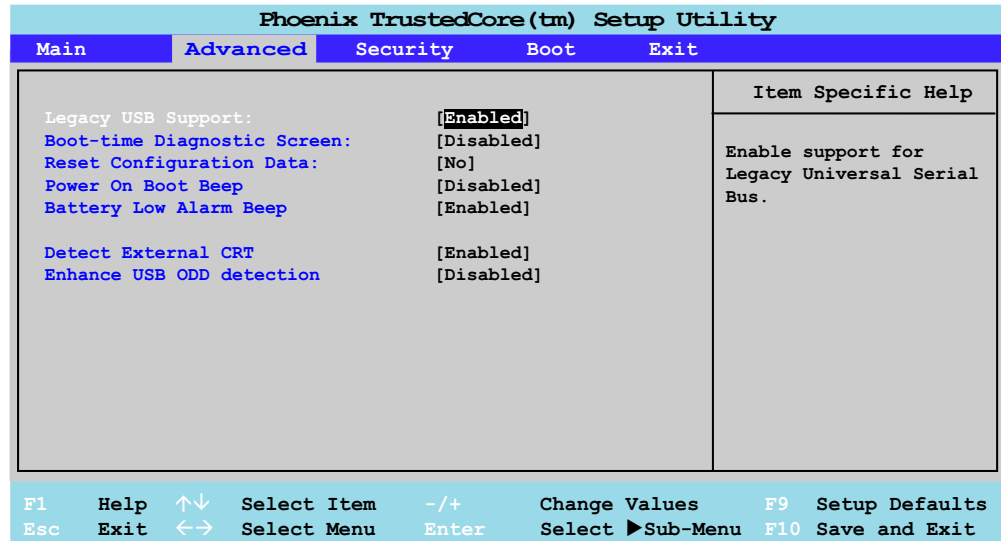 Phoenix TrustedCore(tm) Setup Utility
Main Advanced Security Boot Exit
Item Specific Help
Legacy USB Support: [Enabled]
Boot-time Diagnostic Screen: [Disabled]
Reset Configuration Data: [No]
Power On Boot Beep [Disabled]
Battery Low Alarm Beep [Enabled]
Detect External CRT [Enabled]
Enhance USB ODD detection [Disabled]
Enable support for
Legacy Universal Serial
Bus.
F1 Help ↑↓ Select Item -/+ Change Values F9 Setup Defaults
Esc Exit ←→ Select Menu Enter Select ▶Sub-Menu F10 Save and Exit